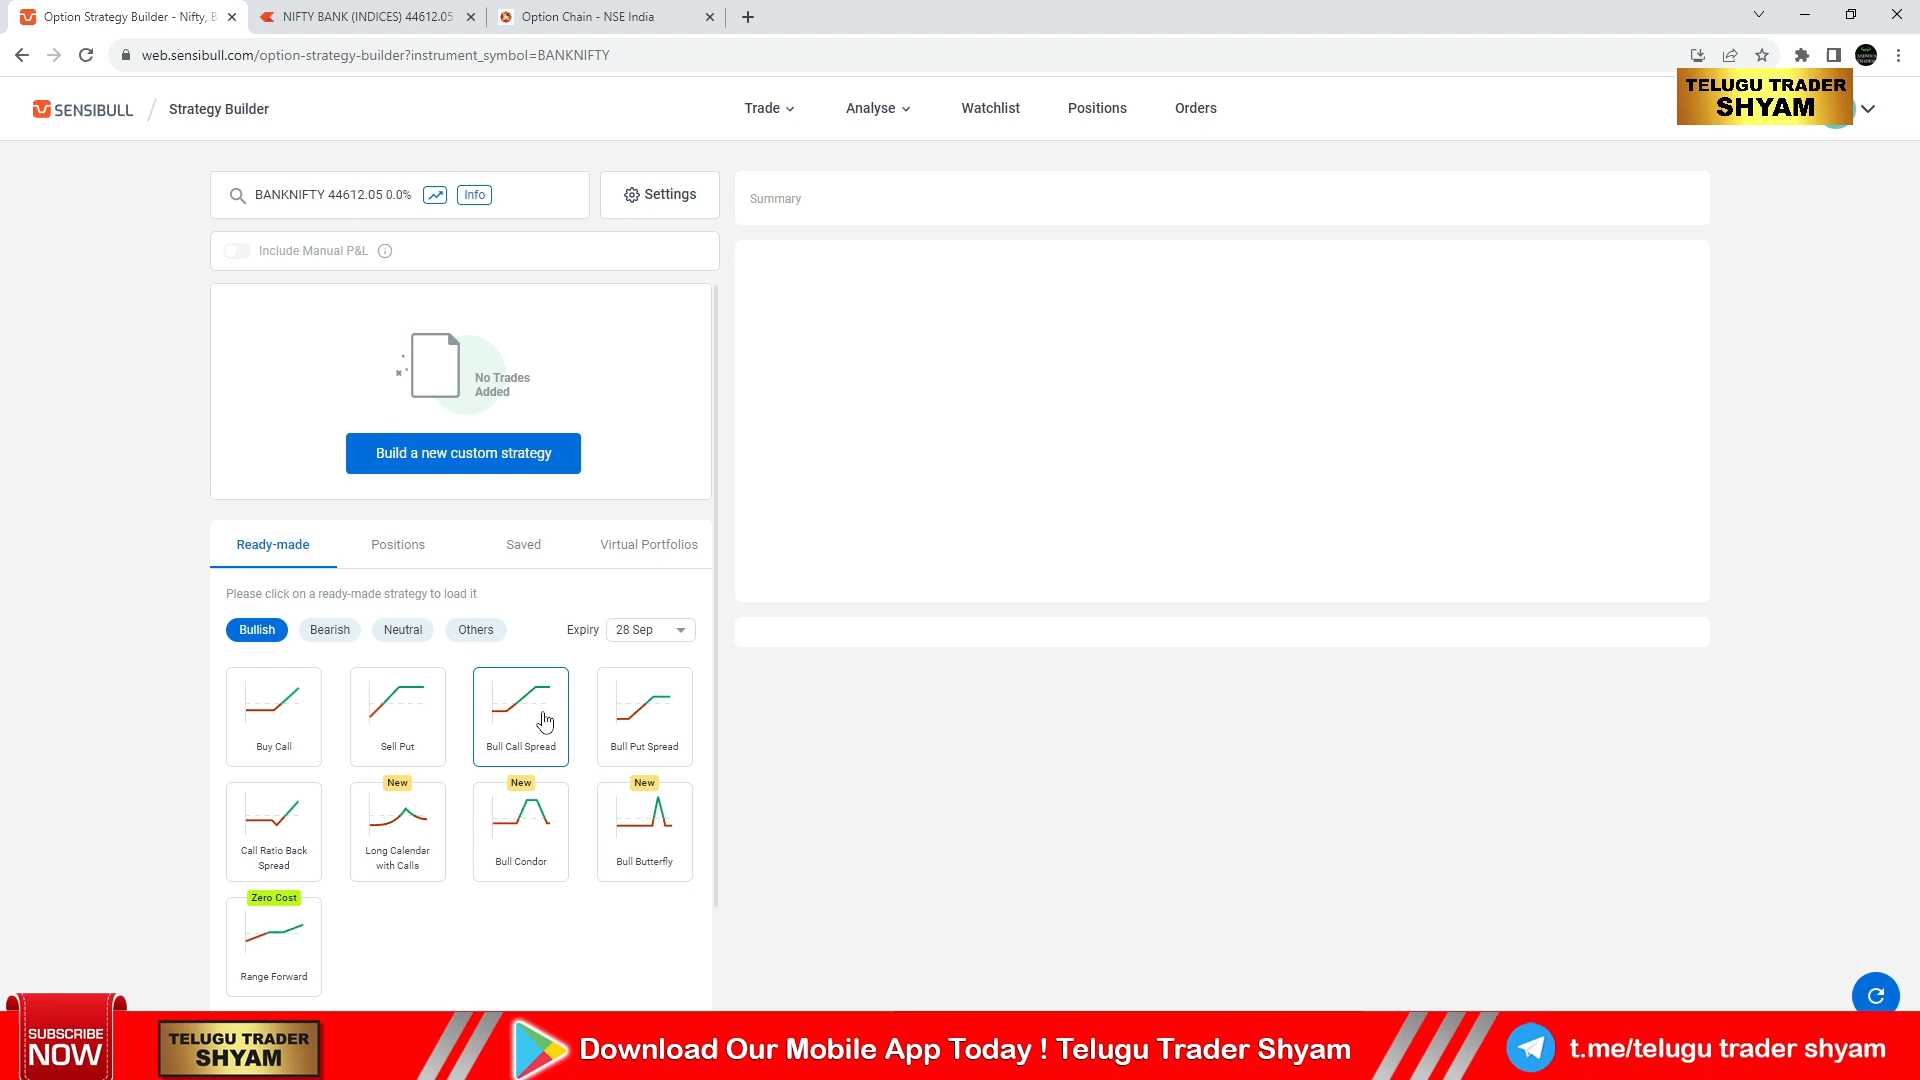 Option Strategy Builder - Nifty, B
NIFTY BANK (INDICES) 44612.05
Option Chain - NSE India
web.sensibull.com/option-strategy-builder?instrument_symbol=BANKNIFTY
SENSIBULL / Strategy Builder
Trade
Analyse
Watchlist
Positions
Orders
TELUGU TRADER
SHYAM
BANKNIFTY 44612.05 0.0%
Info
Settings
Summary
Include Manual P&L
No Trades
Added
Build a new custom strategy
Ready-made
Positions
Saved
Virtual Portfolios
Please click on a ready-made strategy to load it
Bullish
Bearish
Neutral
Others
Expiry
28 Sep
Buy Call
Sell Put
Bull Call Spread
Bull Put Spread
New
New
New
Call Ratio Back
Spread
Long Calendar
with Calls
Bull Condor
Bull Butterfly
Zero Cost
Range Forward
SUBSCRIBE
NOW
TELUGU TRADER
SHYAM
Download Our Mobile App Today ! Telugu Trader Shyam
t.me/telugu trader shyam